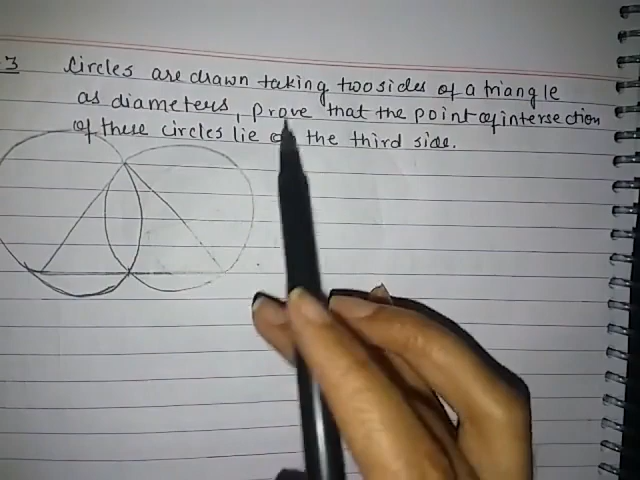 3 Circles are drawn taking two sides of a triangle
as diameters, prove that the point of intersection
of these circles lie the third side.